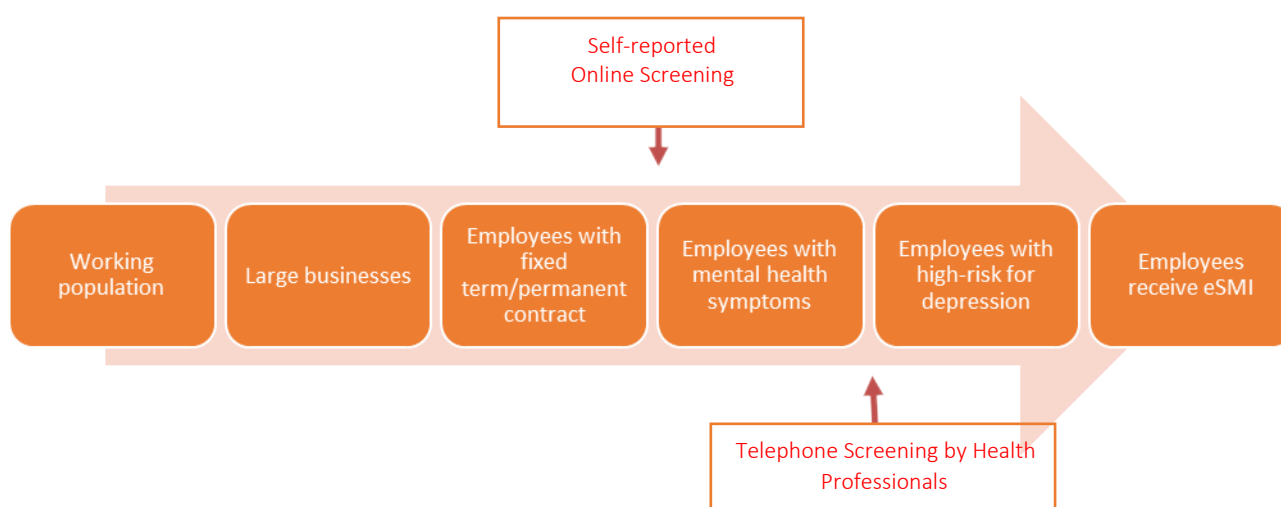 Self-reported
Online Screening
Working
population
Large businesses
Employees with
fixed
term/permanent
contract
Employees with
mental health
symptoms
Employees with
high-risk for
depression
Employees
receive eSMI
Telephone Screening by Health
Professionals